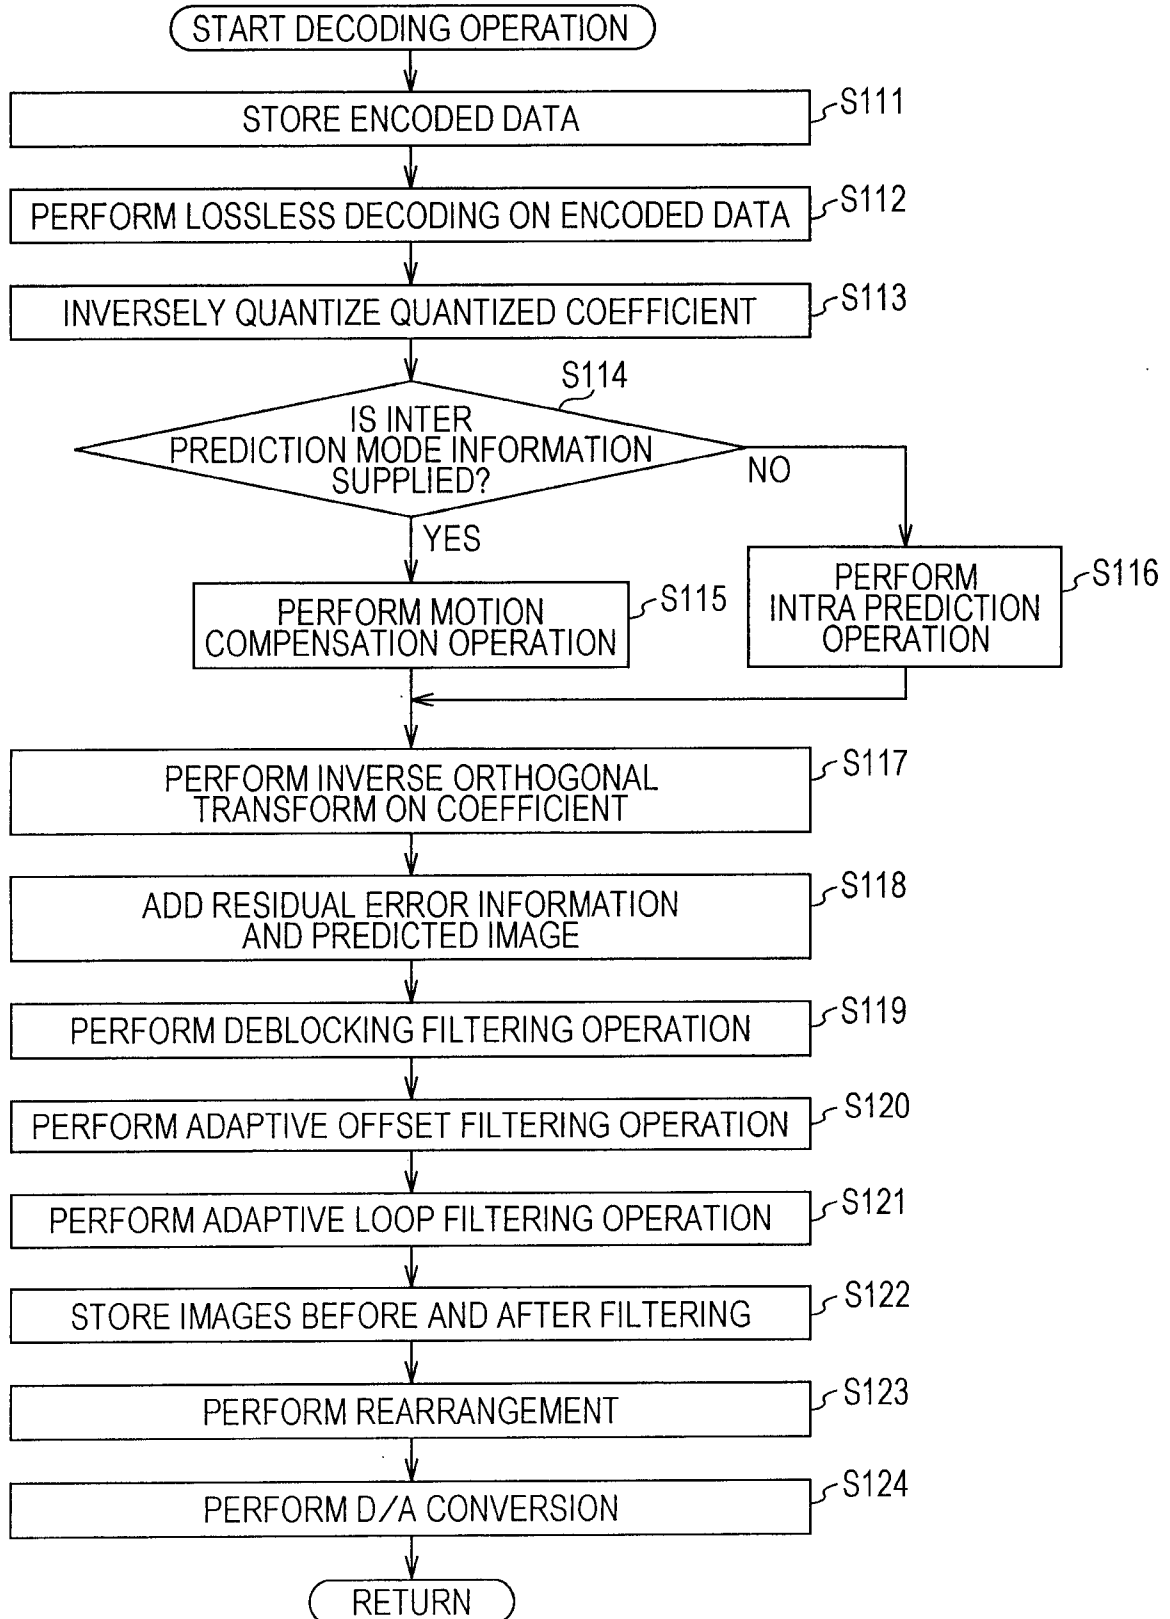 START DECODING OPERATION
S111
STORE ENCODED DATA
S112
PERFORM LOSSLESS DECODING ON ENCODED DATA
S113
INVERSELY QUANTIZE QUANTIZED COEFFICIENT
S114
IS INTER
PREDICTION MODE INFORMATION
SUPPLIED?
NO
YES
S115
PERFORM MOTION
COMPENSATION OPERATION
S116
PERFORM
INTRA PREDICTION
OPERATION
S117
PERFORM INVERSE ORTHOGONAL
TRANSFORM ON COEFFICIENT
S118
ADD RESIDUAL ERROR INFORMATION
AND PREDICTED IMAGE
S119
PERFORM DEBLOCKING FILTERING OPERATION
S120
PERFORM ADAPTIVE OFFSET FILTERING OPERATION
S121
PERFORM ADAPTIVE LOOP FILTERING OPERATION
S122
STORE IMAGES BEFORE AND AFTER FILTERING
S123
PERFORM REARRANGEMENT
S124
PERFORM D/A CONVERSION
RETURN